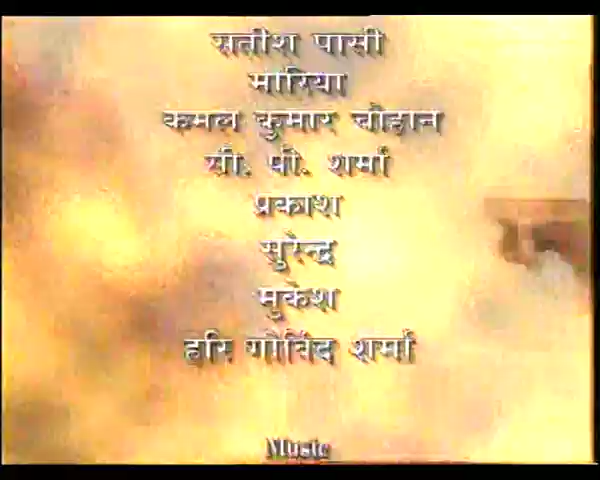 सतीश पासी
मारिया
कमल कुमार चौहान
सी. पी. शर्मा
प्रकाश
सुरेन्द्र
मुकेश
हरि गोविंद शर्मा
Music